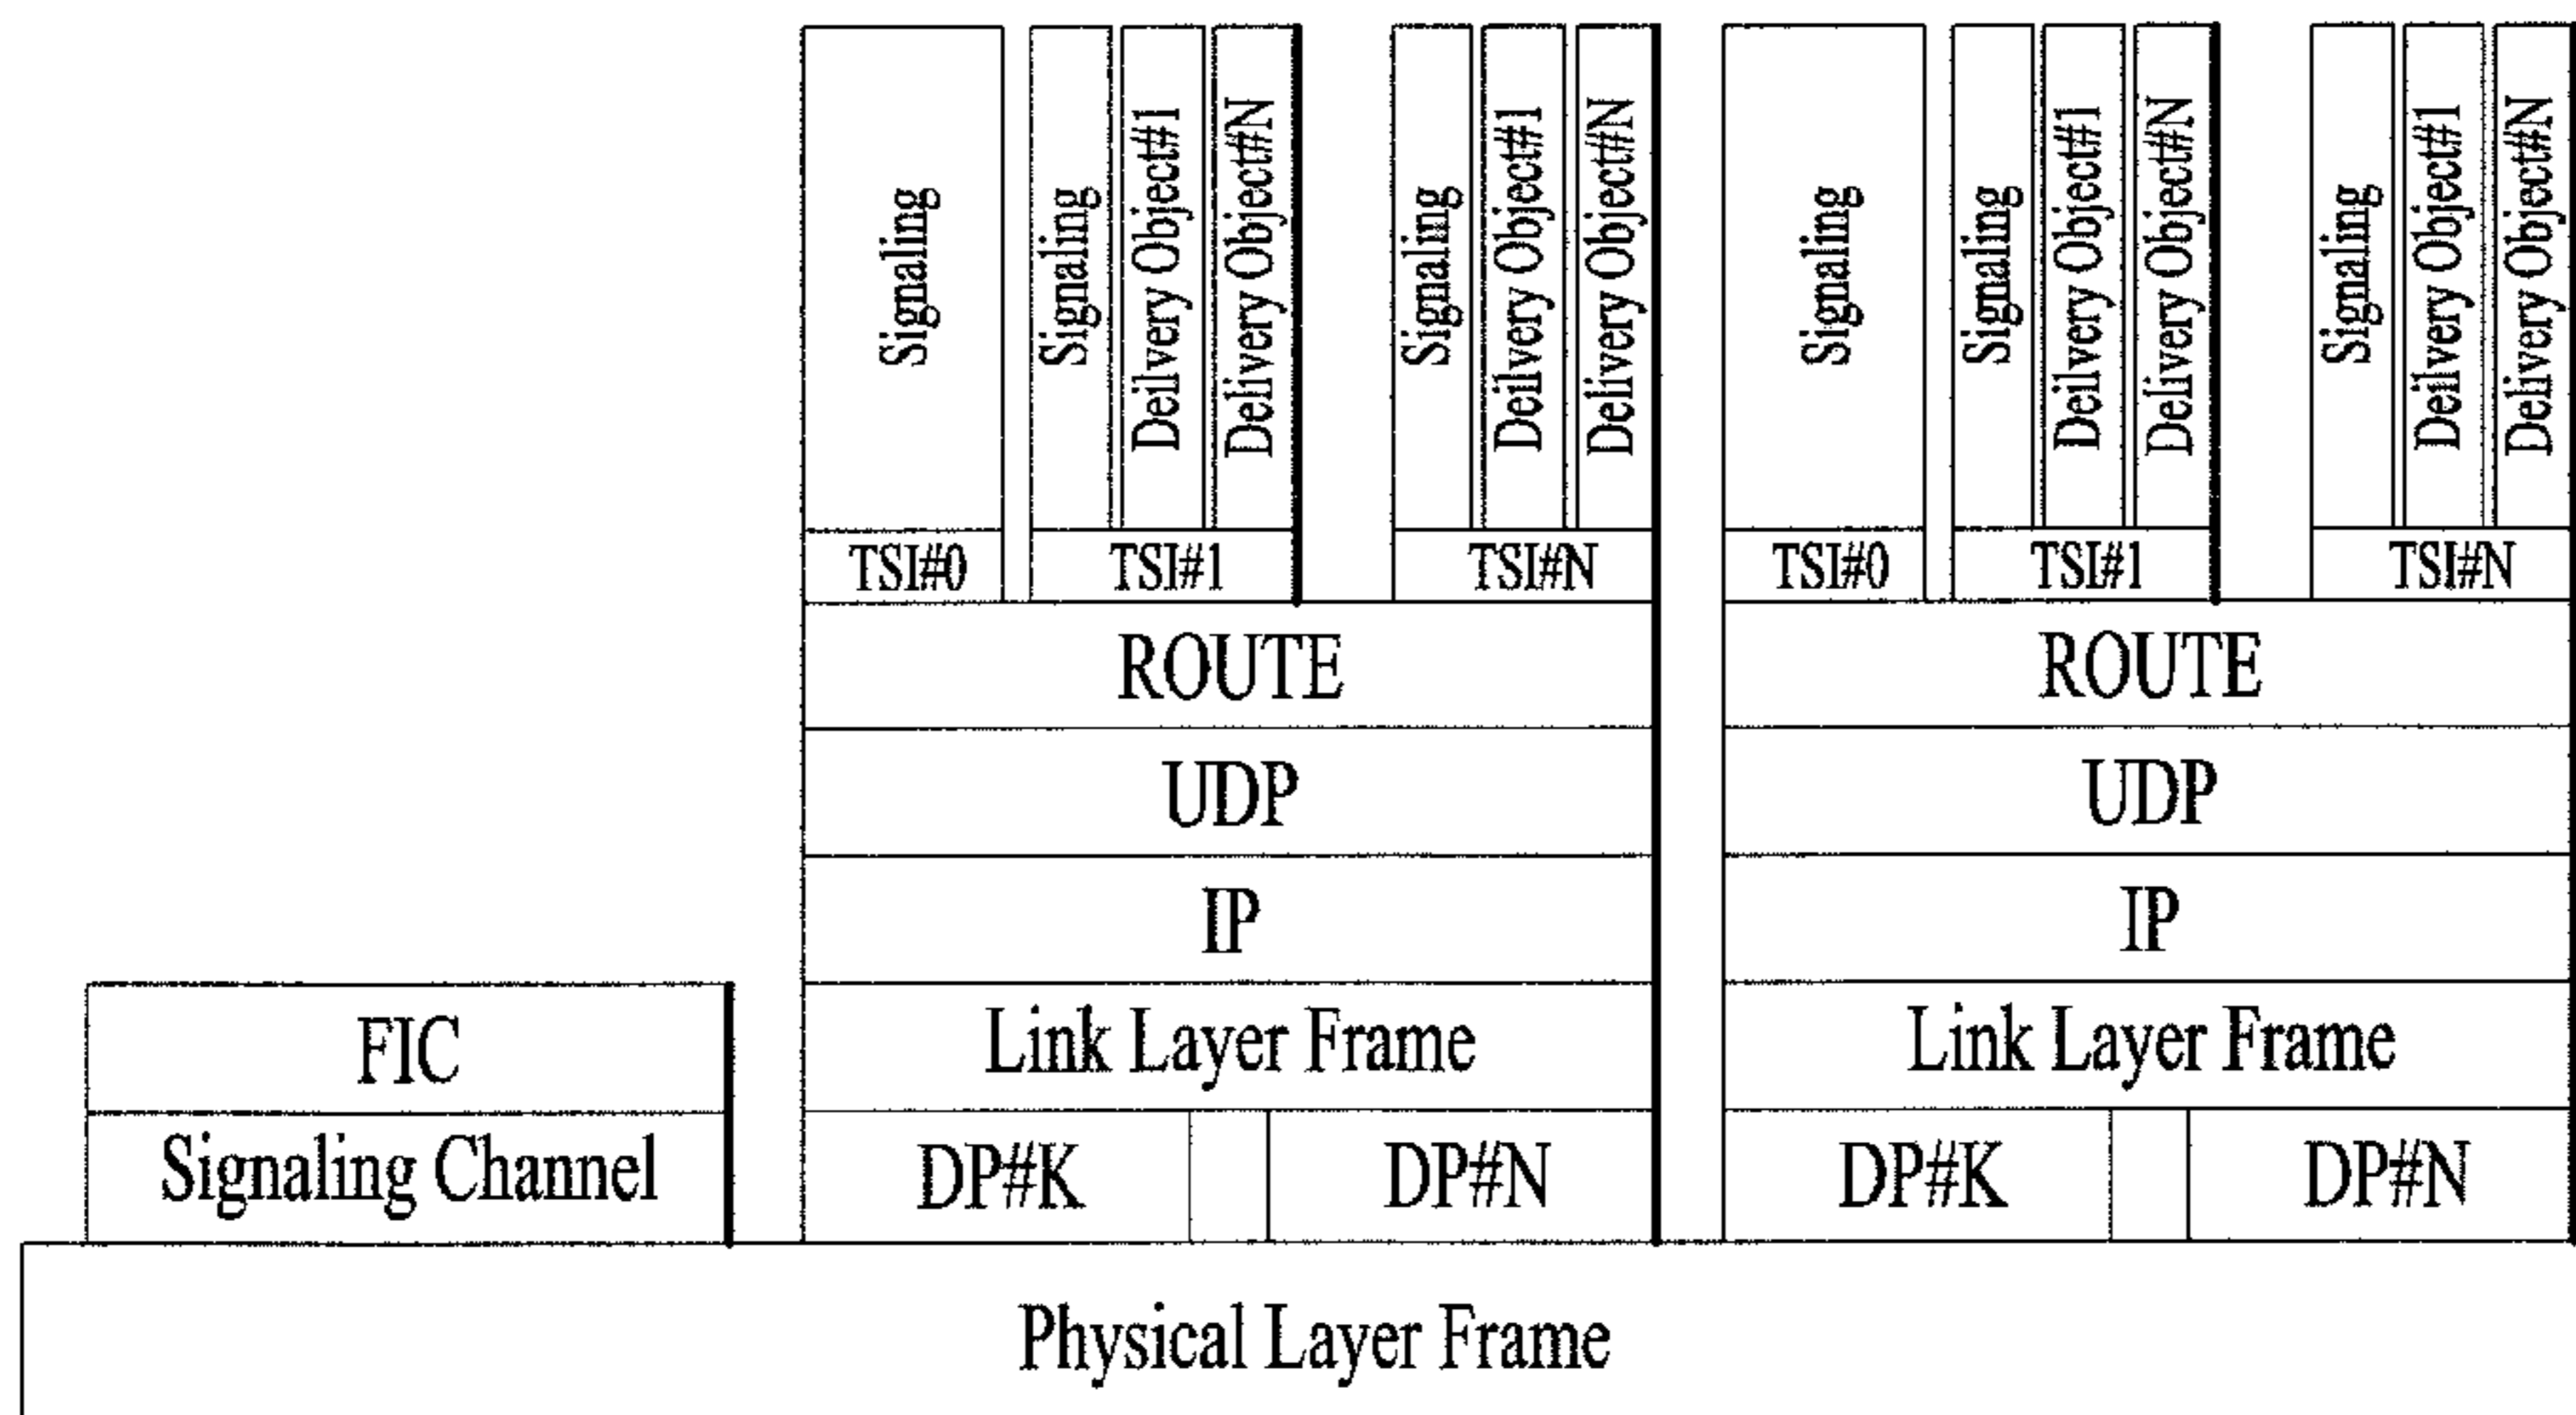 Signaling
Signaling
Deilvery Object#1
Delivery Object#N
Signaling
Deilvery Object#1
Delivery Object#N
Signaling
Signaling
Deilvery Object#1
Delivery Object#N
Signaling
Deilvery Object#1
Delivery Object#N
TSI#0
TSI#1
TSI#N
TSI#0
TSI#1
TSI#N
ROUTE
ROUTE
UDP
UDP
IP
IP
FIC
Link Layer Frame
Link Layer Frame
Signaling Channel
DP#K
DP#N
DP#K
DP#N
Physical Layer Frame